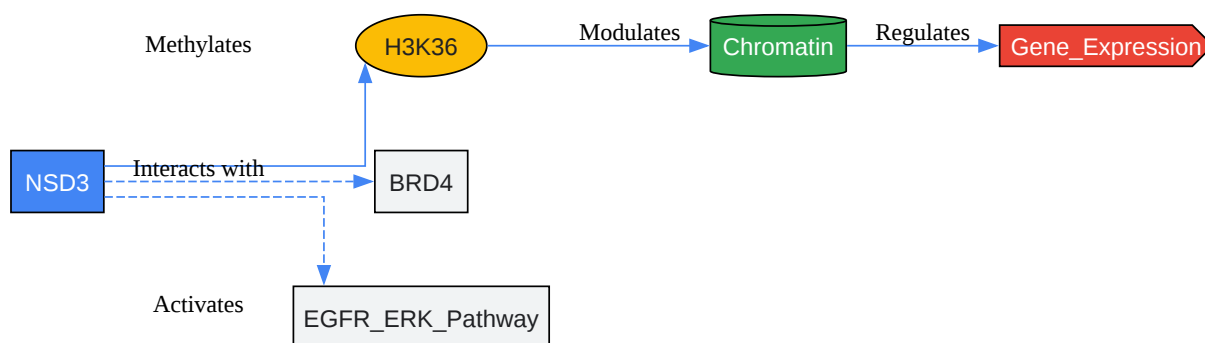 Methylates
H3K36
Modulates
Chromatin
Regulates
Gene_Expression
NSD3
Interacts with
BRD4
Activates
EGFR_ERK_Pathway